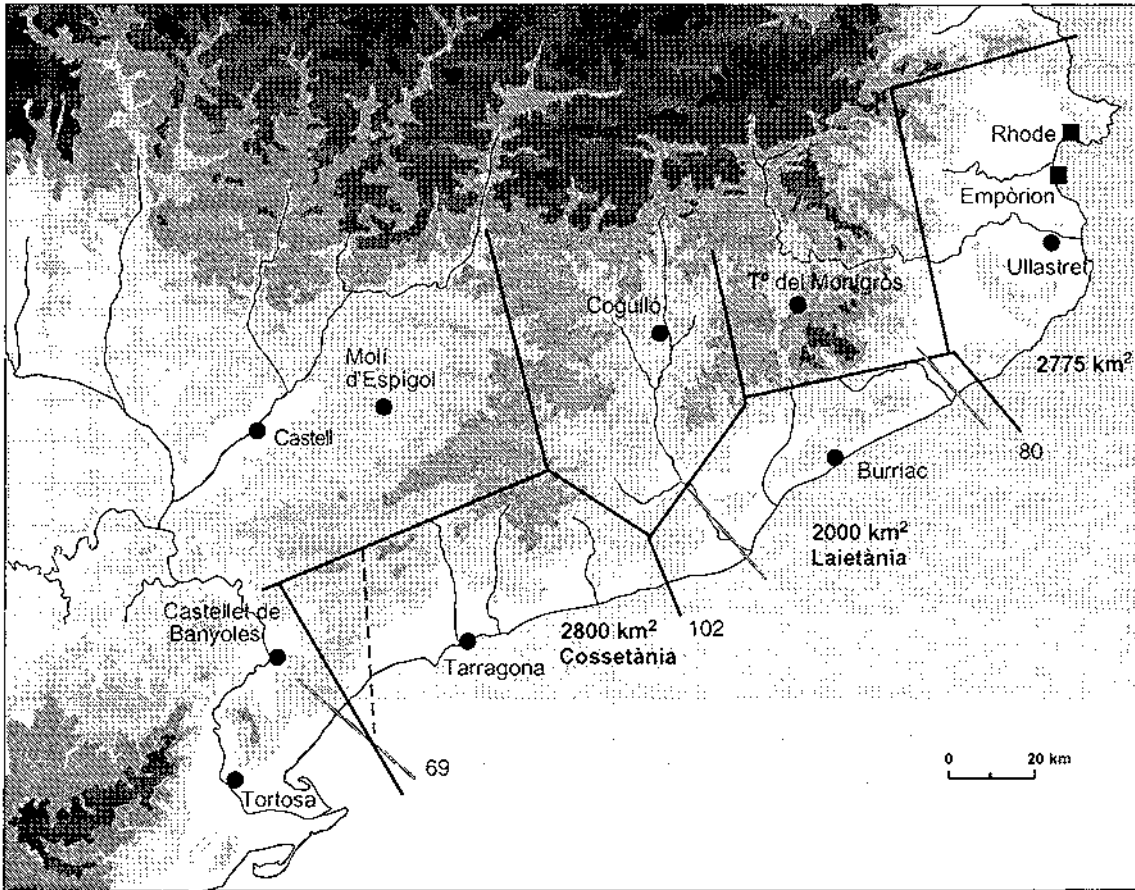 Rhode
Empòrion
Ullastret
Tº del Montgròs
Cogulló
2775 km²
Molí
d'Espigol
Castell
80
Burriac
2000 km²
Laietània
Castellet de
Banyoles
102
2800 km²
Cossetània
Tarragona
69
0 20 km
Tortosa